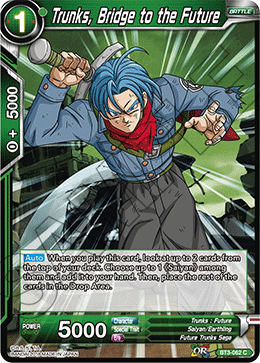 1
Trunks, Bridge to the Future
BATTLE
+ 5000
Auto When you play this card, look at up to 2 cards
from the top of your deck. Choose up to 1 《Saiyan》 among
them and add it to your hand. Then, place the rest of the
cards in the Drop Area.
POWER
5000
Character
Trunks : Future
Special Trait
Saiyan/Earthling
Era
Future Trunks Saga
BT3-062 C